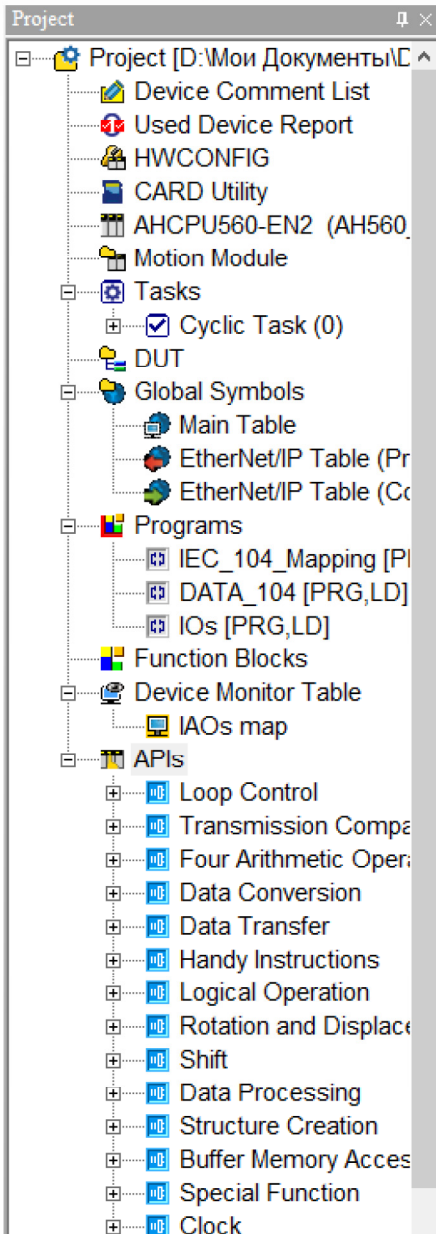 Project
Project [D:\Мои Документы\D
Device Comment List
Used Device Report
HWCONFIG
CARD Utility
AHCPU560-EN2 (AH560_
Motion Module
Tasks
Cyclic Task (0)
DUT
Global Symbols
Main Table
EtherNet/IP Table (Pr
EtherNet/IP Table (Co
Programs
IEC_104_Mapping [PI
DATA_104 [PRG,LD]
IOs [PRG,LD]
Function Blocks
Device Monitor Table
IAOs map
APIs
Loop Control
Transmission Compa
Four Arithmetic Opera
Data Conversion
Data Transfer
Handy Instructions
Logical Operation
Rotation and Displace
Shift
Data Processing
Structure Creation
Buffer Memory Acces
Special Function
Clock